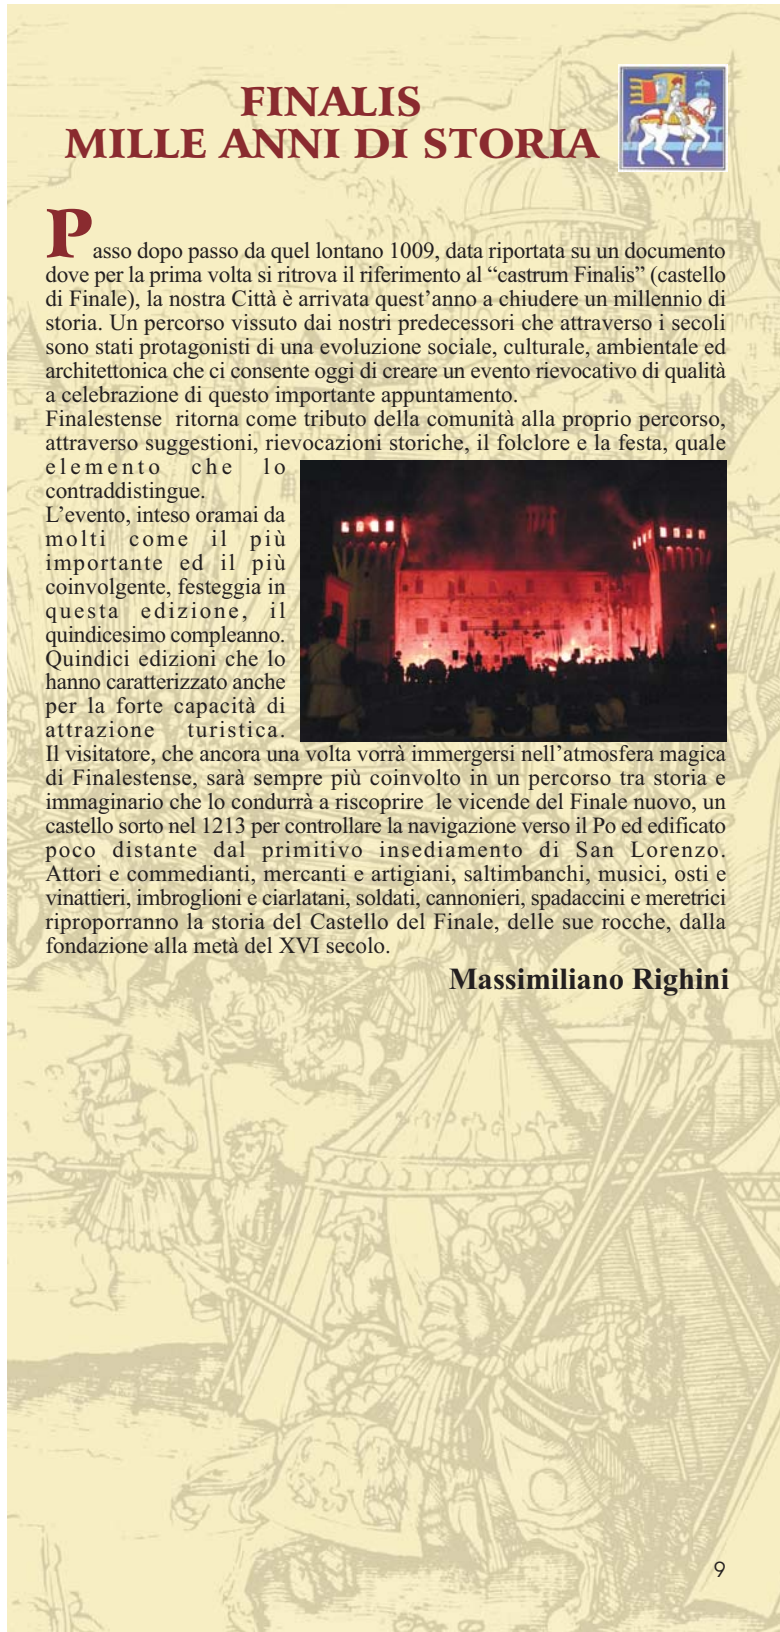 FINALIS
MILLE ANNI DI STORIA
Passo dopo passo da quel lontano 1009, data riportata su un documento
dove per la prima volta si ritrova il riferimento al “castrum Finalis” (castello
di Finale), la nostra Città è arrivata quest’anno a chiudere un millennio di
storia. Un percorso vissuto dai nostri predecessori che attraverso i secoli
sono stati protagonisti di una evoluzione sociale, culturale, ambientale ed
architettonica che ci consente oggi di creare un evento rievocativo di qualità
a celebrazione di questo importante appuntamento.
Finalestense ritorna come tributo della comunità alla proprio percorso,
attraverso suggestioni, rievocazioni storiche, il folclore e la festa, quale
elemento che lo
contraddistingue.
L’evento, inteso oramai da
molti come il più
importante ed il più
coinvolgente, festeggia in
questa edizione, il
quindicesimo compleanno.
Quindici edizioni che lo
hanno caratterizzato anche
per la forte capacità di
attrazione turistica.
Il visitatore, che ancora una volta vorrà immergersi nell’atmosfera magica
di Finalestense, sarà sempre più coinvolto in un percorso tra storia e
immaginario che lo condurrà a riscoprire le vicende del Finale nuovo, un
castello sorto nel 1213 per controllare la navigazione verso il Po ed edificato
poco distante dal primitivo insediamento di San Lorenzo.
Attori e commedianti, mercanti e artigiani, saltimbanchi, musici, osti e
vinattieri, imbroglioni e ciarlatani, soldati, cannonieri, spadaccini e meretrici
riproporranno la storia del Castello del Finale, delle sue rocche, dalla
fondazione alla metà del XVI secolo.
Massimiliano Righini
9